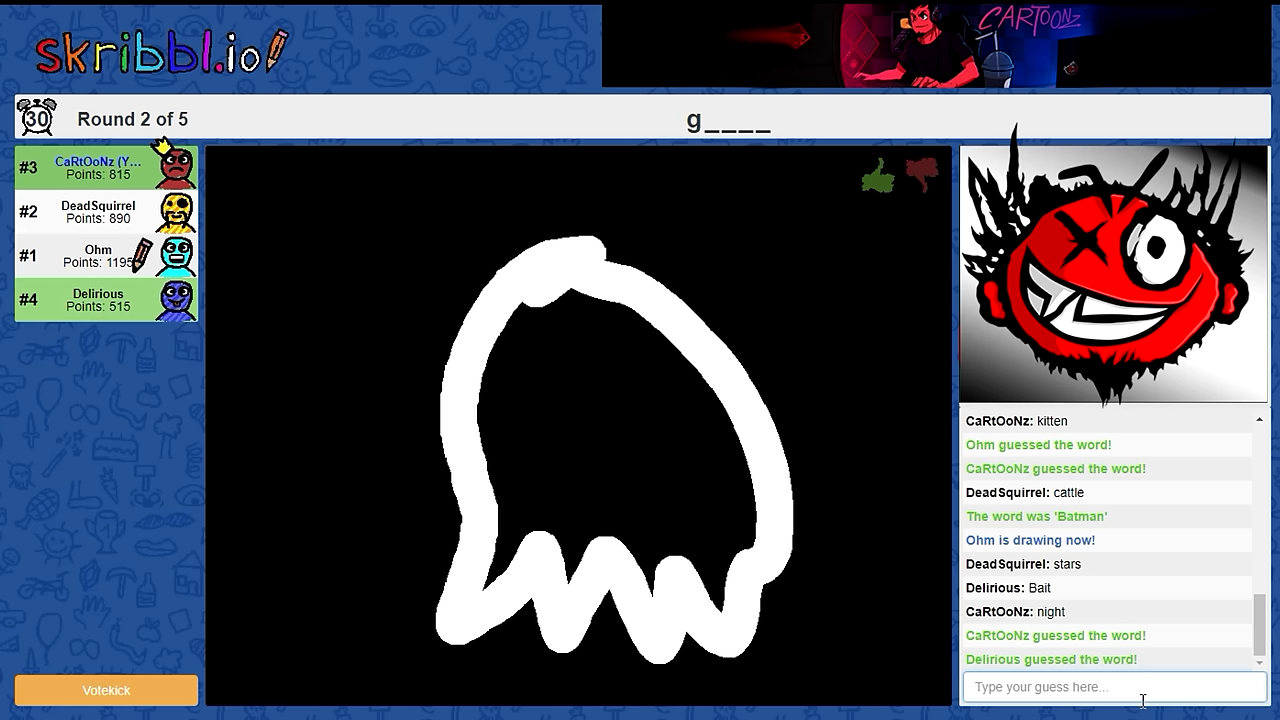 skribbl.io
CARTOONZ
30
Round 2 of 5
g____
#3
CaRtOoNz (Y...
Points: 815
#2
DeadSquirrel
Points: 890
#1
Ohm
Points: 1195
#4
Delirious
Points: 515
CaRtOoNz: kitten
Ohm guessed the word!
CaRtOoNz guessed the word!
DeadSquirrel: cattle
The word was 'Batman'
Ohm is drawing now!
DeadSquirrel: stars
Delirious: Bait
CaRtOoNz: night
CaRtOoNz guessed the word!
Delirious guessed the word!
Type your guess here...
Votekick